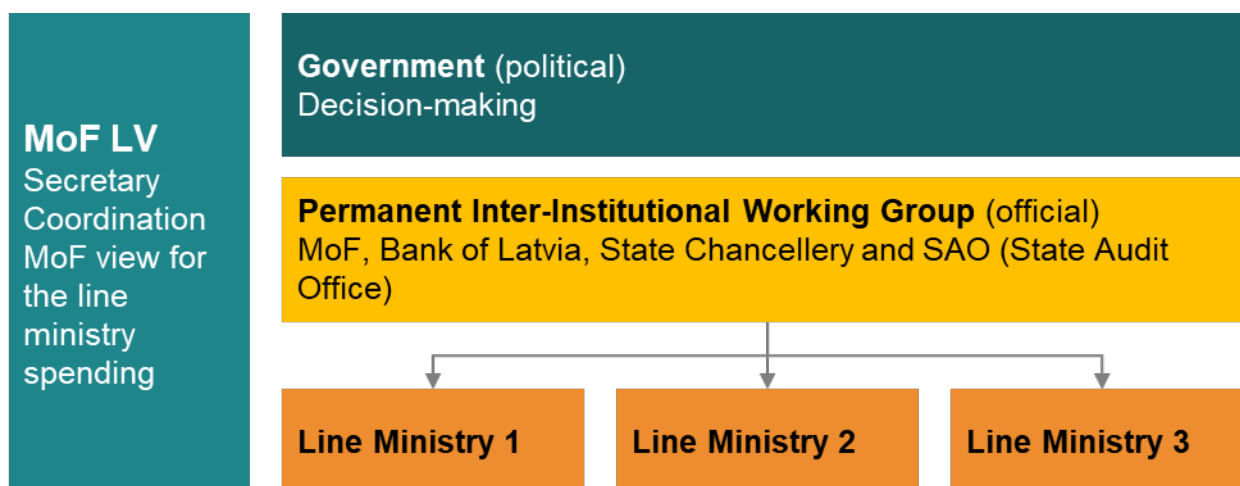 MoF LV
Secretary
Coordination
MoF view for
the line
ministry
spending
Government (political)
Decision-making
Permanent Inter-Institutional Working Group (official)
MoF, Bank of Latvia, State Chancellery and SAO (State Audit
Office)
Line Ministry 1
Line Ministry 2
Line Ministry 3